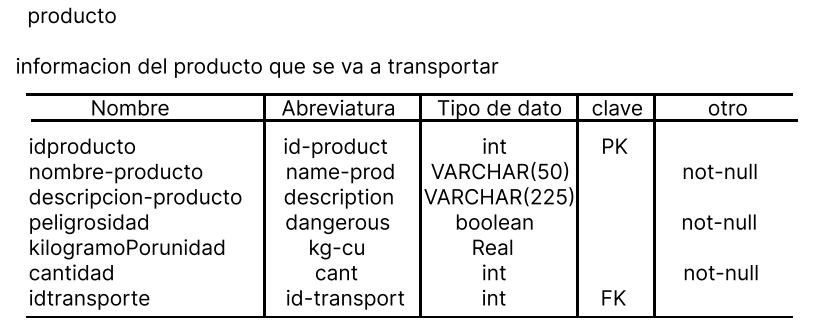 producto
informacion del producto que se va a transportar
Nombre Abreviatura Tipo de dato clave otro
idproducto id-product int PK
nombre-producto name-prod VARCHAR(50) not-null
descripcion-producto description VARCHAR(225)
peligrosidad dangerous boolean not-null
kilogramoPorunidad kg-cu Real
cantidad cant int not-null
idtransporte id-transport int FK